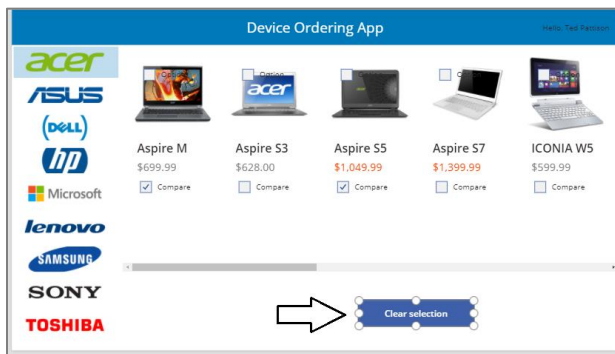 Device Ordering App
Hello, Ted Pattison
acer
ASUS
DELL
hp
Microsoft
lenovo
SAMSUNG
SONY
TOSHIBA
Option
Option
acer
Aspire M
Aspire S3
Aspire S5
Aspire S7
ICONIA W5
$699.99
$628.00
$1,049.99
$1,399.99
$599.99
Compare
Compare
Compare
Compare
Compare
Clear selection